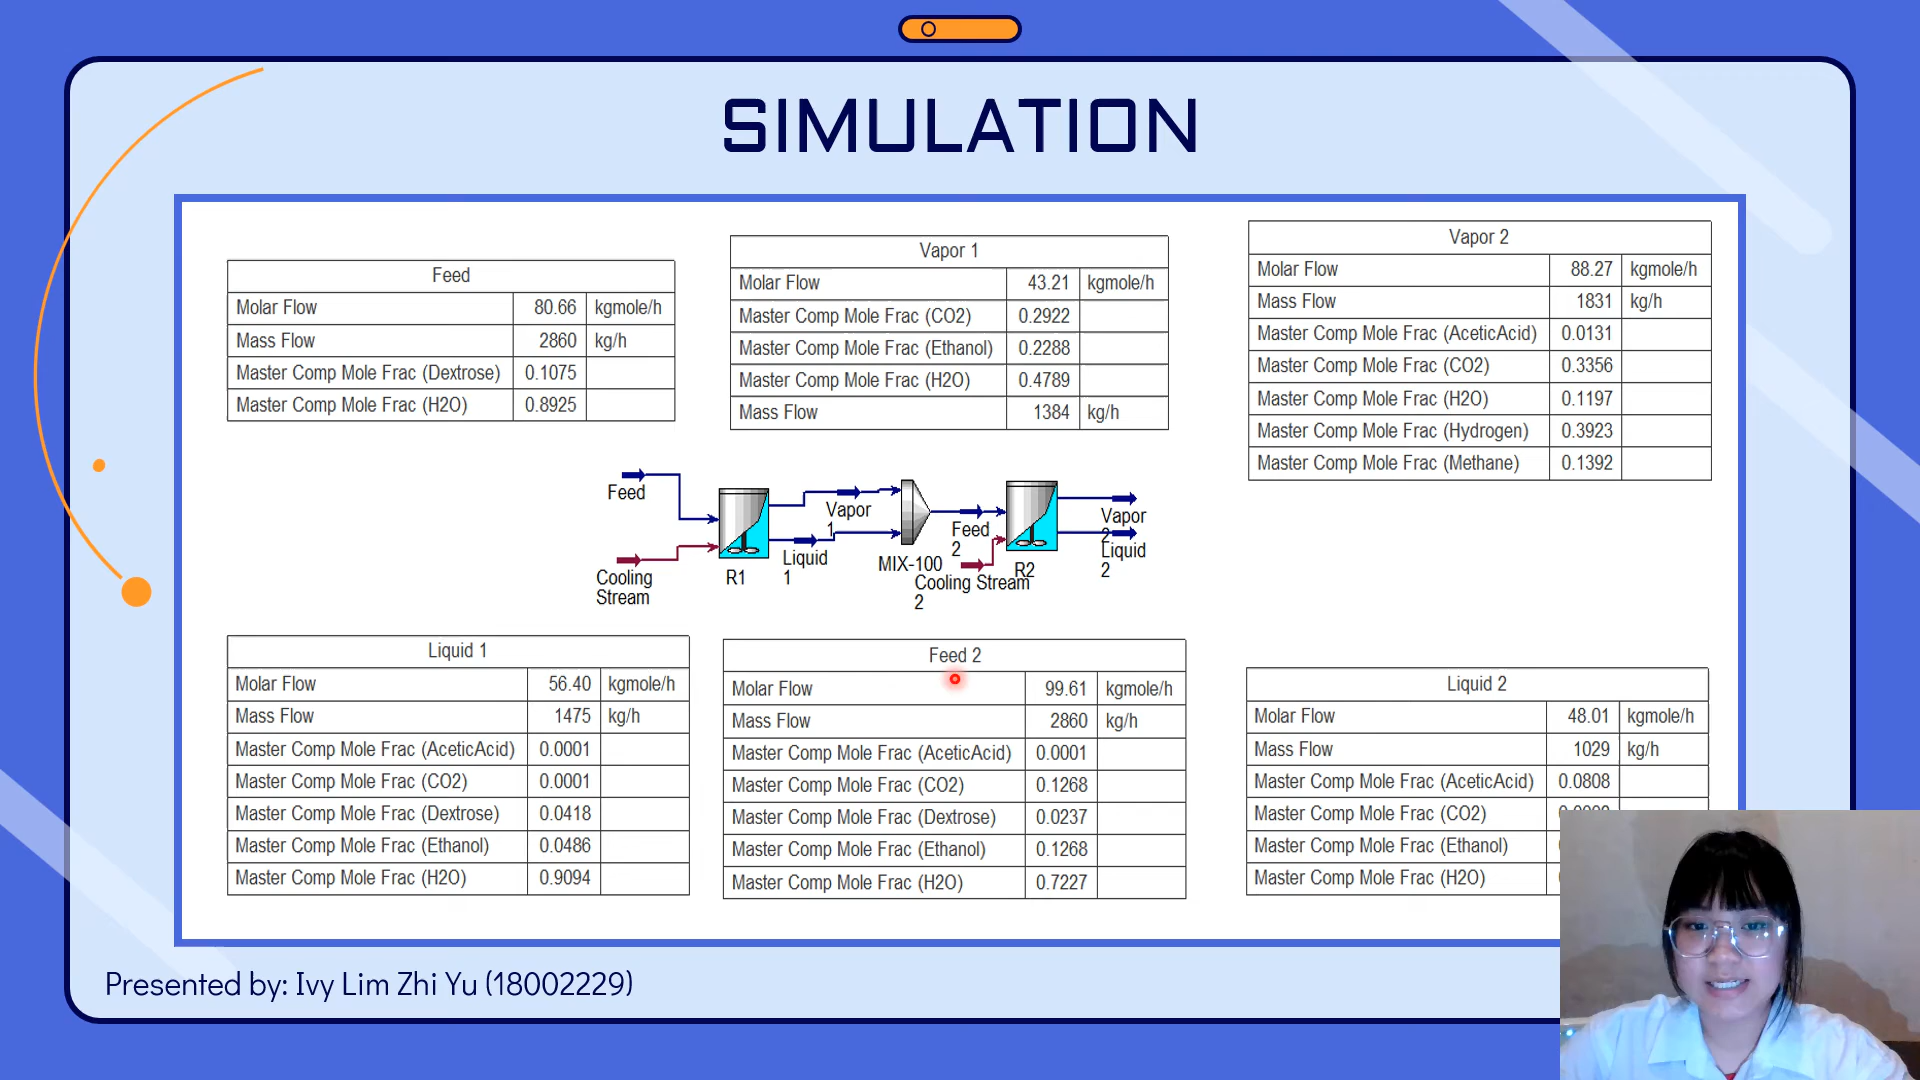 SIMULATION
Feed
Molar Flow 80.66 kgmole/h
Mass Flow 2860 kg/h
Master Comp Mole Frac (Dextrose) 0.1075
Master Comp Mole Frac (H2O) 0.8925
Vapor 1
Molar Flow 43.21 kgmole/h
Master Comp Mole Frac (CO2) 0.2922
Master Comp Mole Frac (Ethanol) 0.2288
Master Comp Mole Frac (H2O) 0.4789
Mass Flow 1384 kg/h
Vapor 2
Molar Flow 88.27 kgmole/h
Mass Flow 1831 kg/h
Master Comp Mole Frac (AceticAcid) 0.0131
Master Comp Mole Frac (CO2) 0.3356
Master Comp Mole Frac (H2O) 0.1197
Master Comp Mole Frac (Hydrogen) 0.3923
Master Comp Mole Frac (Methane) 0.1392
Feed
Cooling
Stream
R1
Vapor
1
Liquid
1
MIX-100
Feed
2
Cooling Stream
2
R2
Vapor
2
Liquid
2
Liquid 1
Molar Flow 56.40 kgmole/h
Mass Flow 1475 kg/h
Master Comp Mole Frac (AceticAcid) 0.0001
Master Comp Mole Frac (CO2) 0.0001
Master Comp Mole Frac (Dextrose) 0.0418
Master Comp Mole Frac (Ethanol) 0.0486
Master Comp Mole Frac (H2O) 0.9094
Feed 2
Molar Flow 99.61 kgmole/h
Mass Flow 2860 kg/h
Master Comp Mole Frac (AceticAcid) 0.0001
Master Comp Mole Frac (CO2) 0.1268
Master Comp Mole Frac (Dextrose) 0.0237
Master Comp Mole Frac (Ethanol) 0.1268
Master Comp Mole Frac (H2O) 0.7227
Liquid 2
Molar Flow 48.01 kgmole/h
Mass Flow 1029 kg/h
Master Comp Mole Frac (AceticAcid) 0.0808
Master Comp Mole Frac (CO2)
Master Comp Mole Frac (Ethanol)
Master Comp Mole Frac (H2O)
Presented by: Ivy Lim Zhi Yu (18002229)